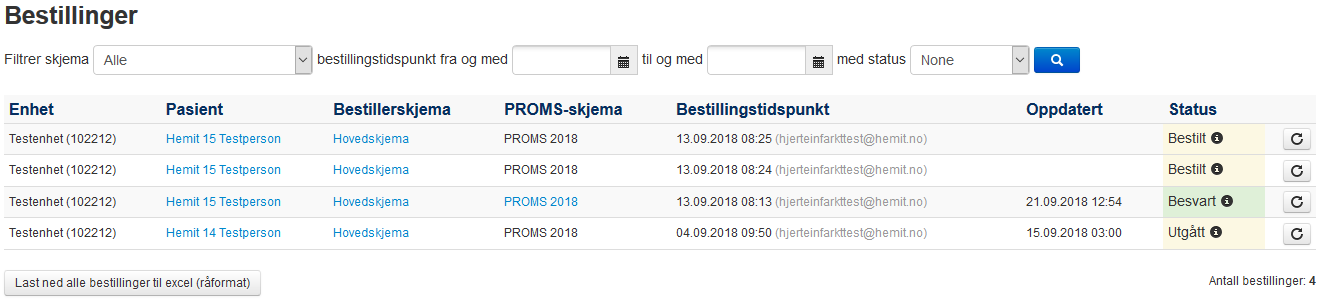 Bestillinger
Filtrer skjema Alle bestillingstidspunkt fra og med til og med med status None
Enhet Pasient Bestillerskjema PROMS-skjema Bestillingstidspunkt Oppdatert Status
Testenhet (102212) Hemit 15 Testperson Hovedskjema PROMS 2018 13.09.2018 08:25 (hjerteinfarkttest@hemit.no) Bestilt
Testenhet (102212) Hemit 15 Testperson Hovedskjema PROMS 2018 13.09.2018 08:24 (hjerteinfarkttest@hemit.no) Bestilt
Testenhet (102212) Hemit 15 Testperson Hovedskjema PROMS 2018 13.09.2018 08:13 (hjerteinfarkttest@hemit.no) 21.09.2018 12:54 Besvart
Testenhet (102212) Hemit 14 Testperson Hovedskjema PROMS 2018 04.09.2018 09:50 (hjerteinfarkttest@hemit.no) 15.09.2018 03:00 Utgått
Last ned alle bestillinger til excel (råformat) Antall bestillinger: 4